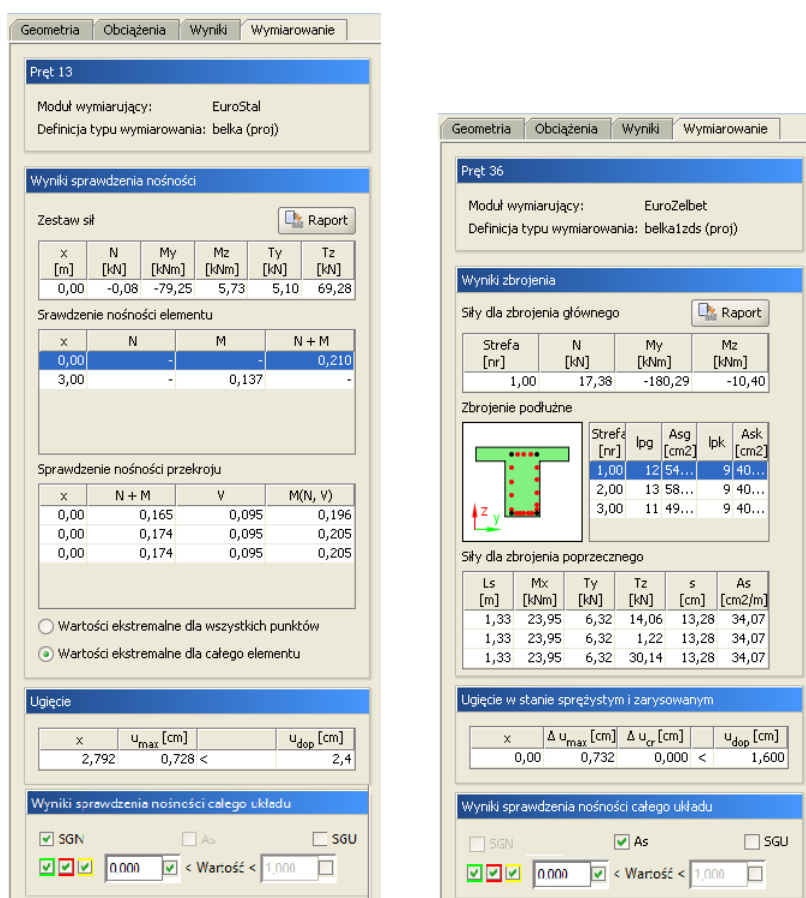 Geometria Obciążenia Wyniki Wymiarowanie
Pręt 13
Moduł wymiarujący: EuroStal
Definicja typu wymiarowania: belka (proj)
Wyniki sprawdzenia nośności
Zestaw sił Raport
x N My Mz Ty Tz
[m] [kN] [kNm] [kNm] [kN] [kN]
0,00 -0,08 -79,25 5,73 5,10 69,28
Srawdzenie nośności elementu
x N M N + M
0,00 - - 0,210
3,00 - 0,137 -
Sprawdzenie nośności przekroju
x N + M V M(N, V)
0,00 0,165 0,095 0,196
0,00 0,174 0,095 0,205
0,00 0,174 0,095 0,205
Wartości ekstremalne dla wszystkich punktów
Wartości ekstremalne dla całego elementu
Ugięcie
x umax [cm] udop [cm]
2,792 0,728 < 2,4
Wyniki sprawdzenia nośności całego układu
SGN As SGU
0,000 < Wartość < 1,000
Geometria Obciążenia Wyniki Wymiarowanie
Pręt 36
Moduł wymiarujący: EuroZelbet
Definicja typu wymiarowania: belka1zds (proj)
Wyniki zbrojenia
Siły dla zbrojenia głównego Raport
Strefa N My Mz
[nr] [kN] [kNm] [kNm]
1,00 17,38 -180,29 -10,40
Zbrojenie podłużne
z y
Strefa lpg Asg lpk Ask
[nr] [cm2] [cm2]
1,00 12 54... 9 40...
2,00 13 58... 9 40...
3,00 11 49... 9 40...
Siły dla zbrojenia poprzecznego
Ls Mx Ty Tz s As
[m] [kNm] [kN] [kN] [cm] [cm2/m]
1,33 23,95 6,32 14,06 13,28 34,07
1,33 23,95 6,32 1,22 13,28 34,07
1,33 23,95 6,32 30,14 13,28 34,07
Ugięcie w stanie sprężystym i zarysowanym
x Δ umax [cm] Δ ucr [cm] udop [cm]
0,00 0,732 0,000 < 1,600
Wyniki sprawdzenia nośności całego układu
SGN As SGU
0,000 < Wartość < 1,000